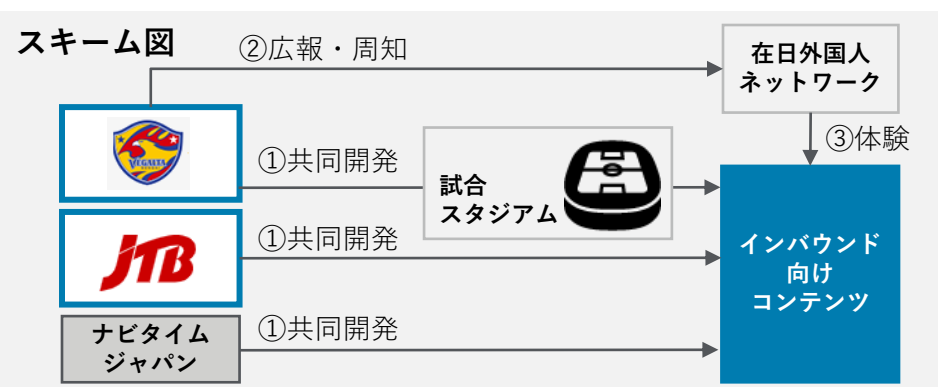 スキーム図
②広報・周知
在日外国人
ネットワーク
③体験
VEGALTA
①共同開発
試合
スタジアム
JTB
①共同開発
インバウンド
向け
コンテンツ
ナビタイム
ジャパン
①共同開発